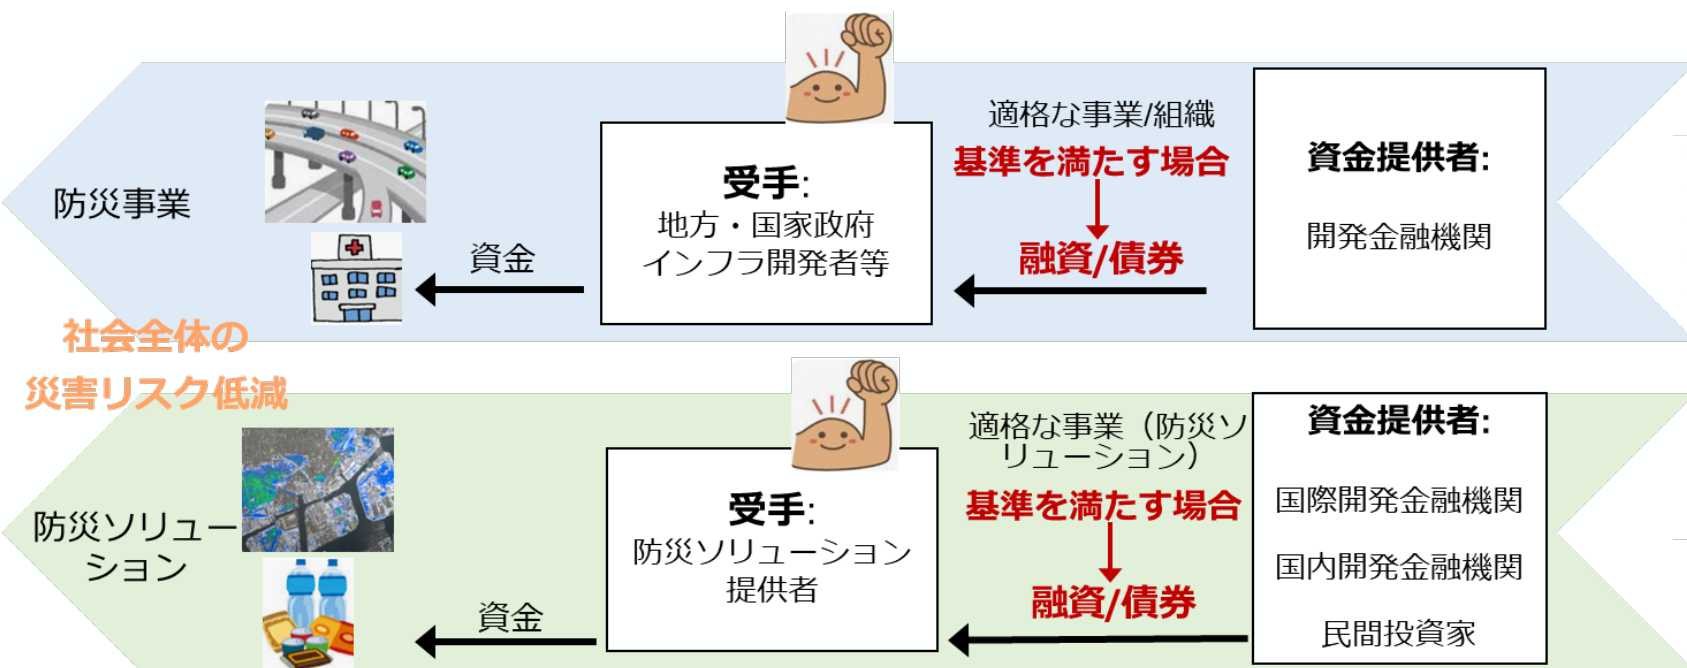 防災事業
資金
受手:
地方・国家政府
インフラ開発者等
適格な事業/組織
基準を満たす場合
融資/債券
資金提供者:
開発金融機関
社会全体の
災害リスク低減
防災ソリュー
ション
資金
受手:
防災ソリューション
提供者
適格な事業（防災ソ
リューション）
基準を満たす場合
融資/債券
資金提供者:
国際開発金融機関
国内開発金融機関
民間投資家